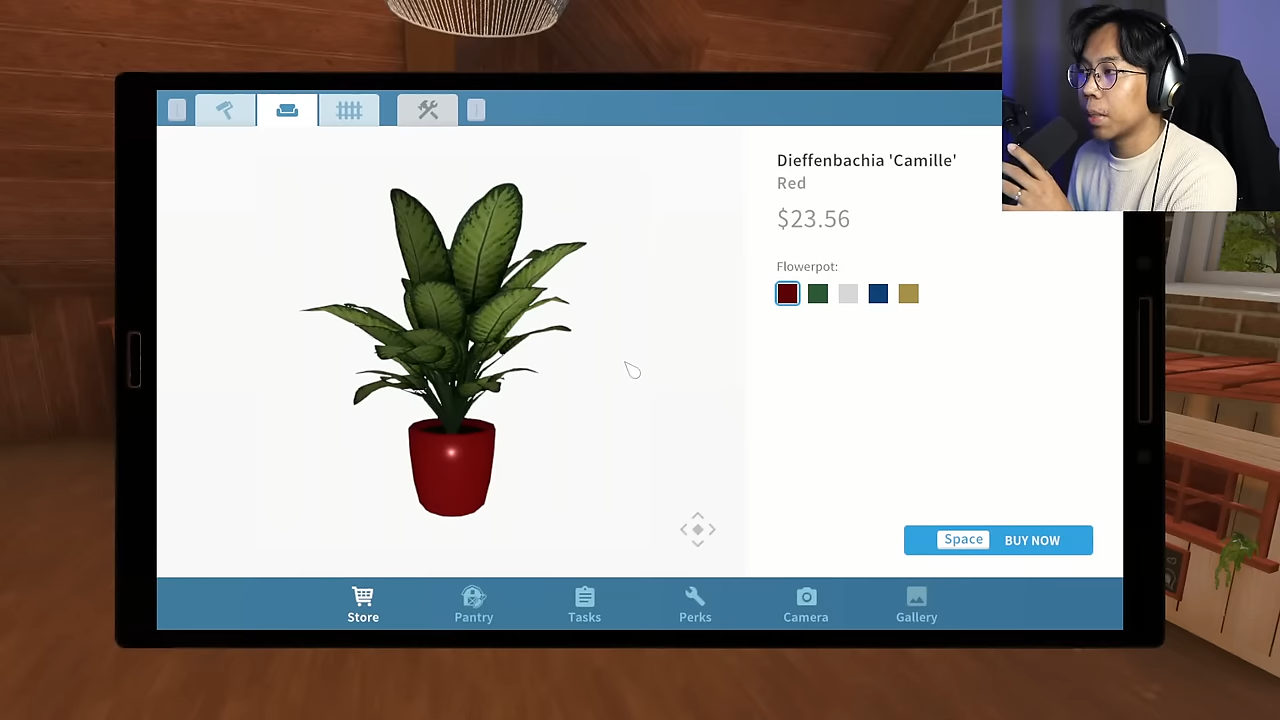 Dieffenbachia 'Camille'
Red
$23.56
Flowerpot:
Space BUY NOW
Store Pantry Tasks Perks Camera Gallery